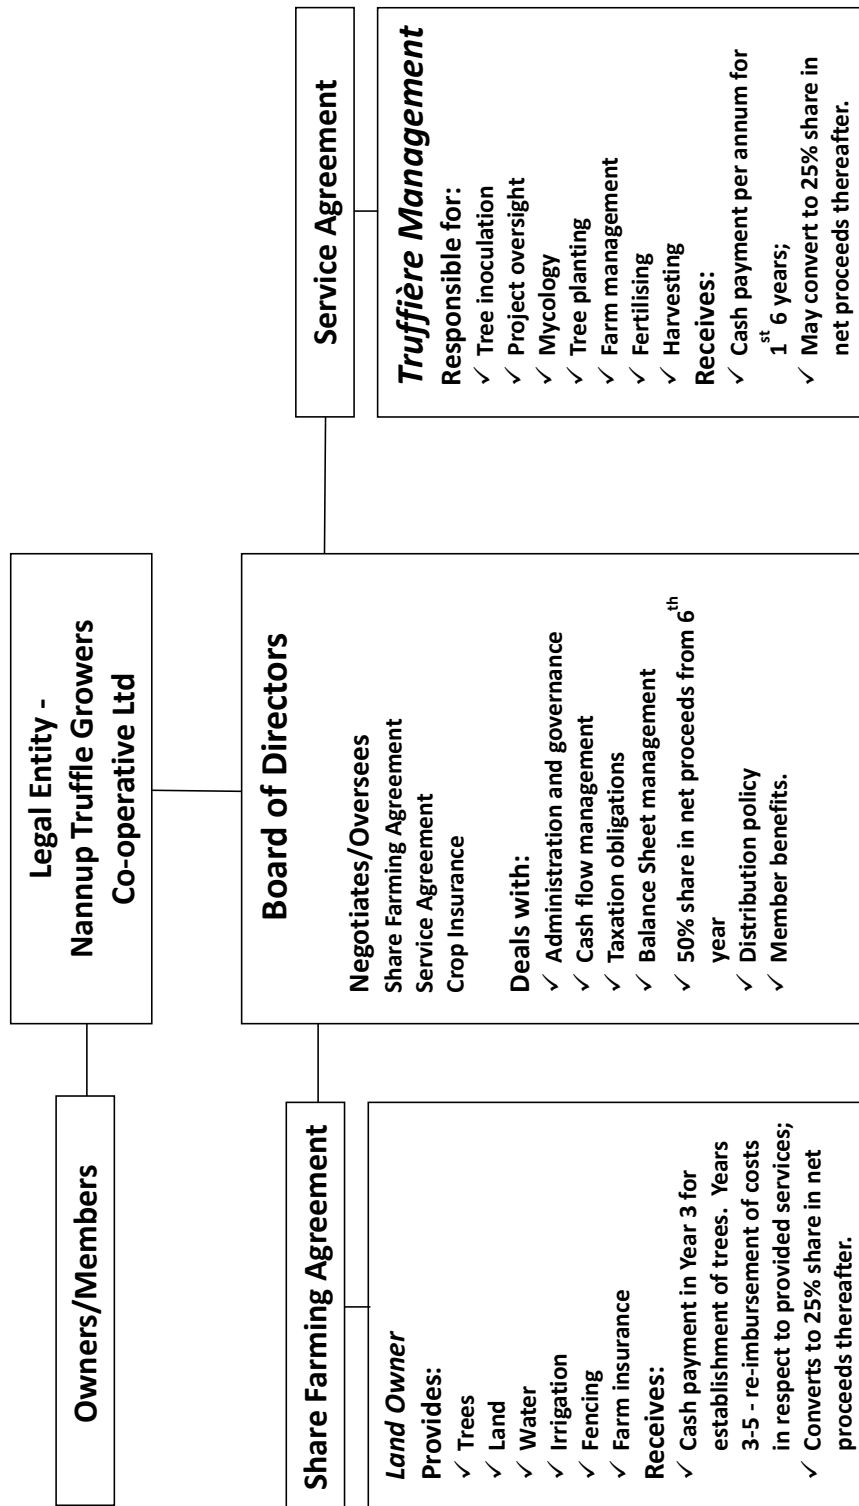 Legal Entity -
Nannup Truffle Growers
Co-operative Ltd
Owners/Members
Board of Directors
Negotiates/Oversees
Share Farming Agreement
Service Agreement
Crop Insurance
Deals with:
✓ Administration and governance
✓ Cash flow management
✓ Taxation obligations
✓ Balance Sheet management
✓ 50% share in net proceeds from 6th
year
✓ Distribution policy
✓ Member benefits.
Share Farming Agreement
Land Owner
Provides:
✓ Trees
✓ Land
✓ Water
✓ Irrigation
✓ Fencing
✓ Farm insurance
Receives:
✓ Cash payment in Year 3 for
establishment of trees. Years
3-5 - re-imbursement of costs
in respect to provided services;
✓ Converts to 25% share in net
proceeds thereafter.
Service Agreement
Truffière Management
Responsible for:
✓ Tree inoculation
✓ Project oversight
✓ Mycology
✓ Tree planting
✓ Farm management
✓ Fertilising
✓ Harvesting
Receives:
✓ Cash payment per annum for
1st 6 years;
✓ May convert to 25% share in
net proceeds thereafter.